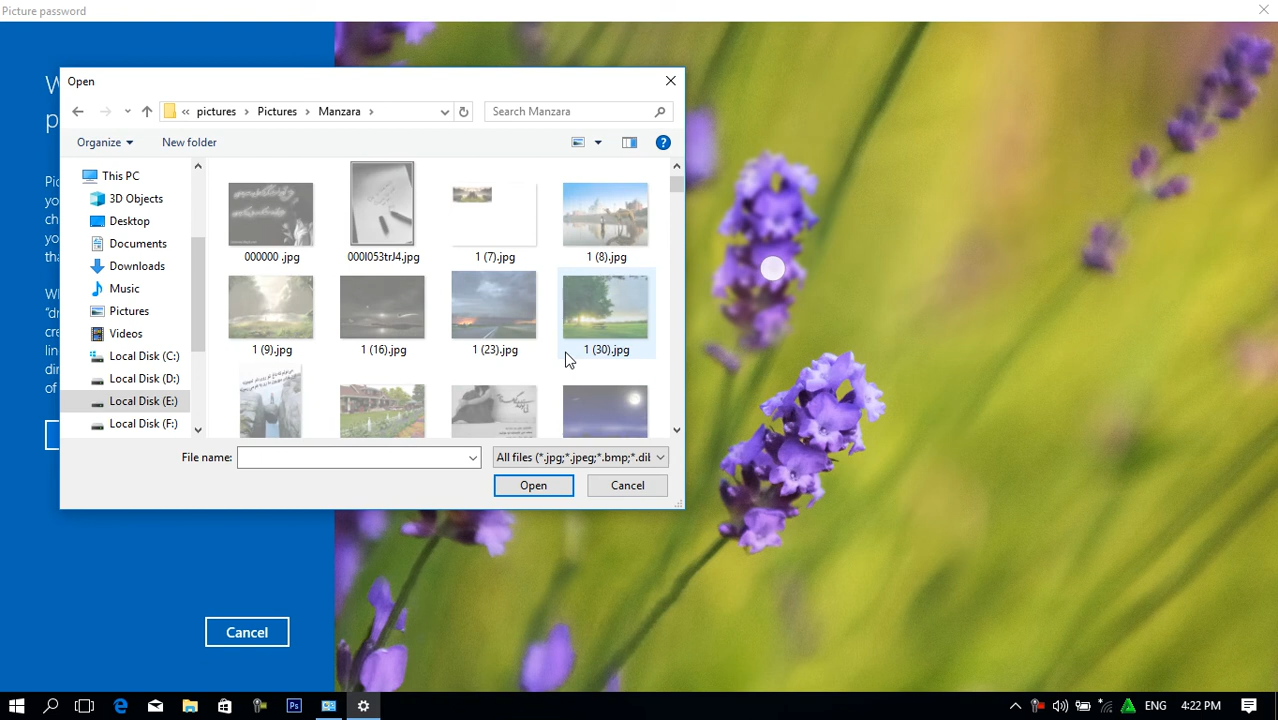 Picture password
Open
« pictures › Pictures › Manzara ›
Search Manzara
Organize
New folder
This PC
3D Objects
Desktop
Documents
Downloads
Music
Pictures
Videos
Local Disk (C:)
Local Disk (D:)
Local Disk (E:)
Local Disk (F:)
000000 .jpg
000l053trJ4.jpg
1 (7).jpg
1 (8).jpg
1 (9).jpg
1 (16).jpg
1 (23).jpg
1 (30).jpg
File name:
All files (*.jpg;*.jpeg;*.bmp;*.dil
Open
Cancel
Cancel
Ps
ENG
4:22 PM